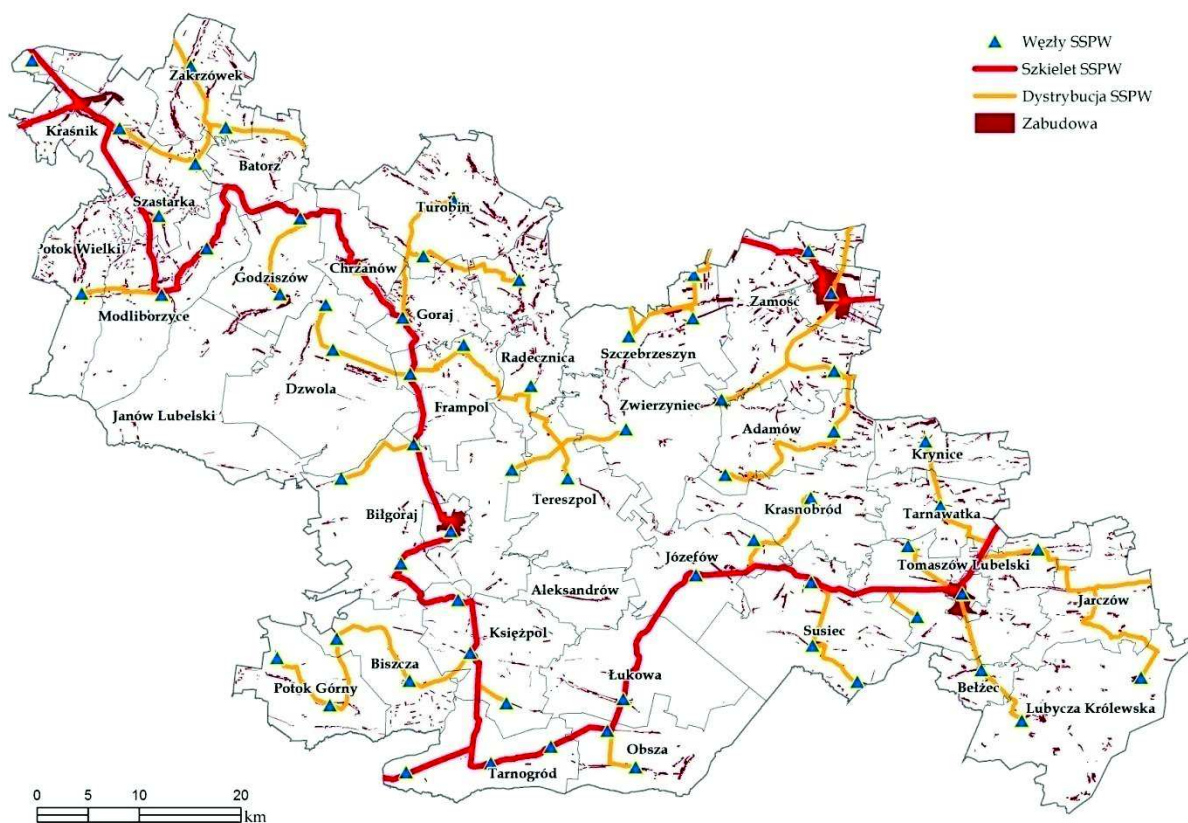 Węzły SSPW
Szkielet SSPW
Dystrybucja SSPW
Zabudowa
Zakrzówek
Kraśnik
Batorz
Szastarka
Turobin
Potok Wielki
Godziszów
Chrzanów
Zamość
Modliborzyce
Goraj
Szczebrzeszyn
Radecznica
Dzwola
Zwierzyniec
Janów Lubelski
Frampol
Adamów
Krynice
Tereszpol
Krasnobród
Tarnawatka
Biłgoraj
Józefów
Tomaszów Lubelski
Aleksandrów
Jarczów
Księżpol
Susiec
Biszcza
Łukowa
Potok Górny
Bełżec
Lubycza Królewska
Obsza
Tarnogród
0 5 10 20
km